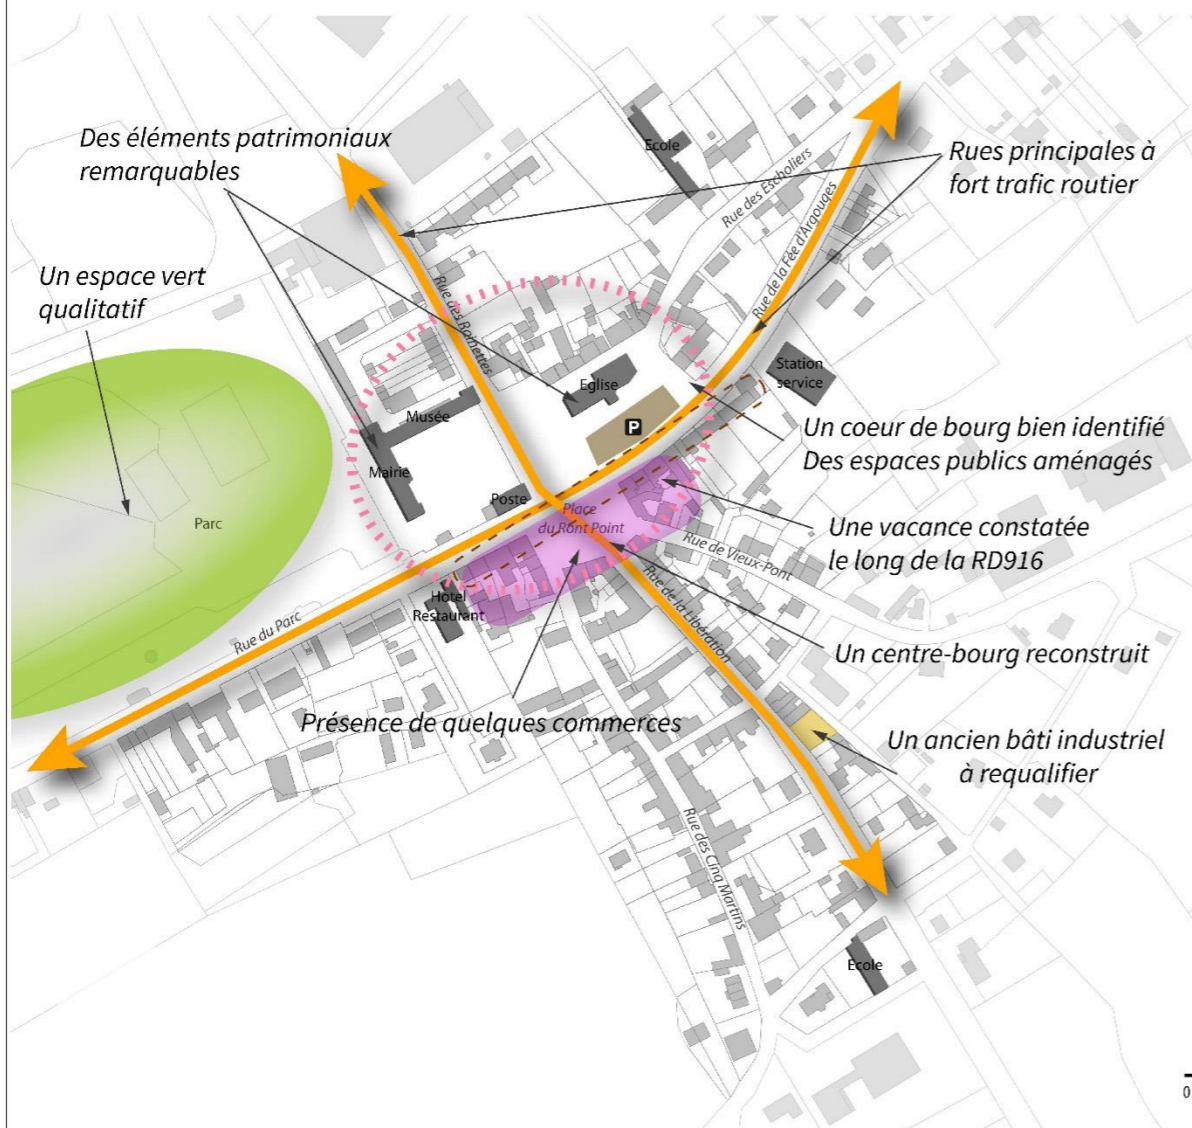 Des éléments patrimoniaux
remarquables
Ecole
Rue des Escholiers
Rues principales à
fort trafic routier
Rue de la Fée d'Argouges
Un espace vert
qualitatif
Rue des Romettes
Station
service
Eglise
Musée
P
Mairie
Un coeur de bourg bien identifié
Des espaces publics aménagés
Poste
Place
du Ront Point
Parc
Une vacance constatée
le long de la RD916
Rue de Vieux-Pont
Hotel
Restaurant
Rue de la Libération
Rue du Parc
Un centre-bourg reconstruit
Présence de quelques commerces
Un ancien bâti industriel
à requalifier
Rue des Cinq Martins
Ecole
0